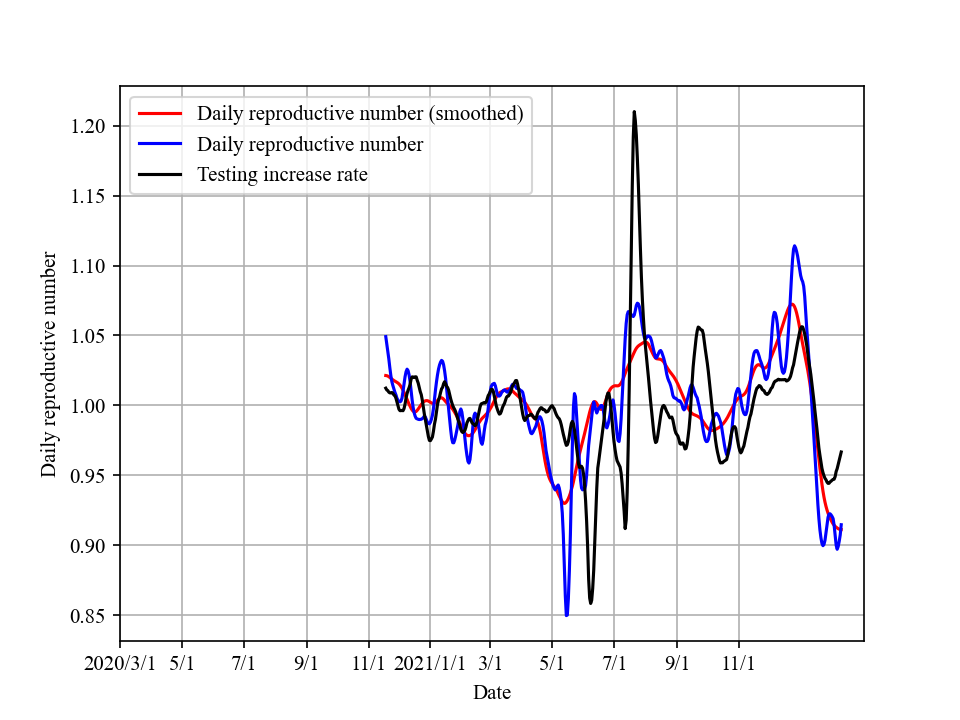 Daily reproductive number (smoothed)
Daily reproductive number
Testing increase rate
Daily reproductive number
1.20
1.15
1.10
1.05
1.00
0.95
0.90
0.85
2020/3/1 5/1 7/1 9/1 11/1 2021/1/1 3/1 5/1 7/1 9/1 11/1
Date